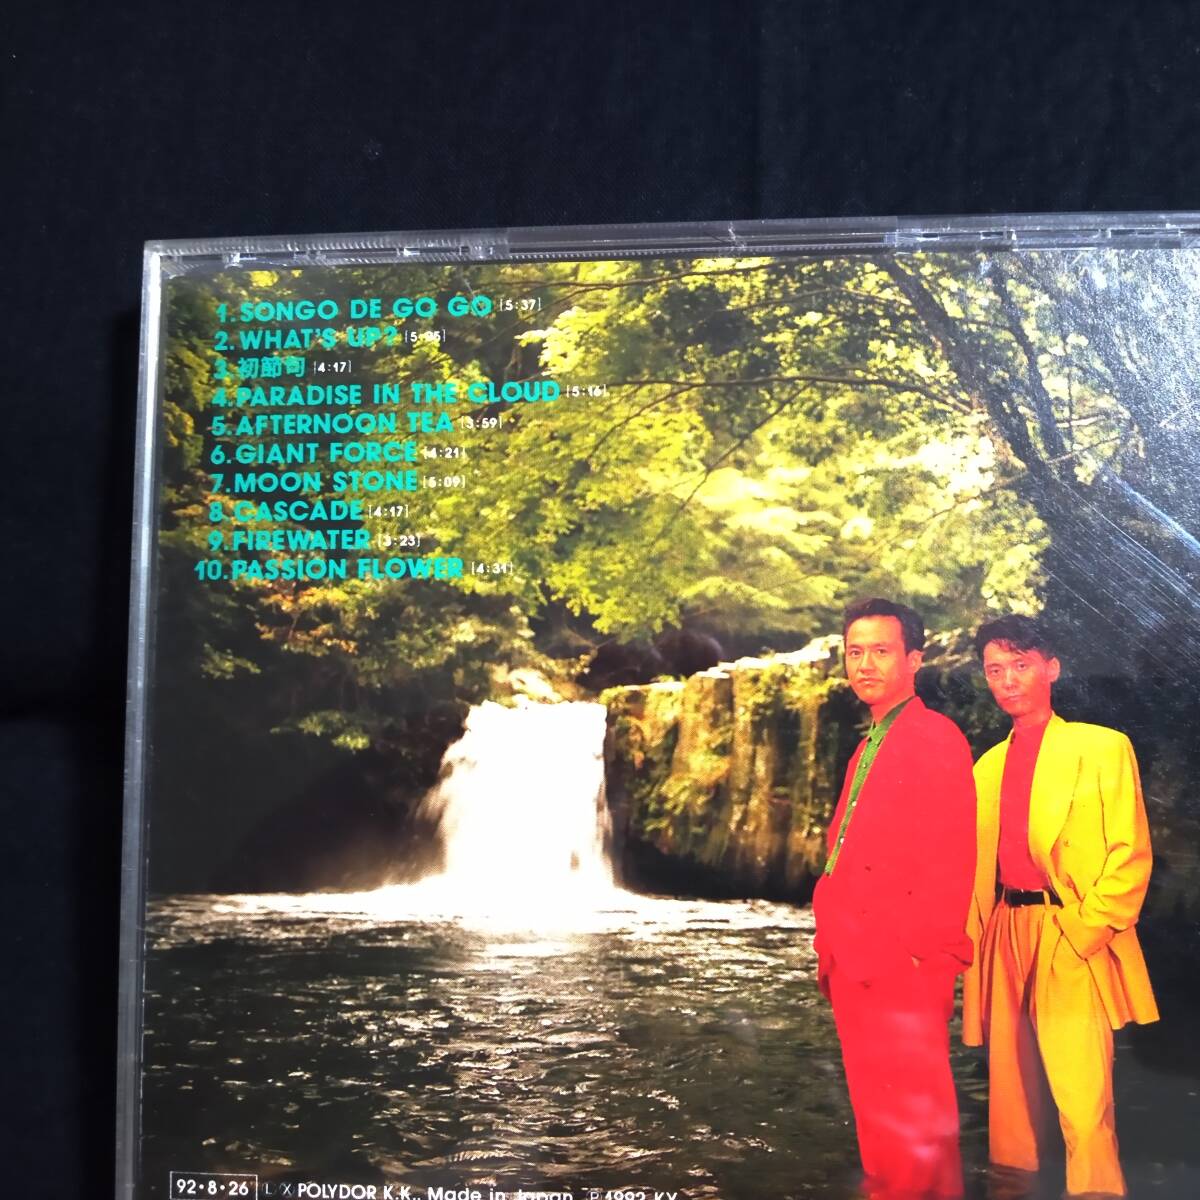 1. SONGO DE GO GO [5:37]
2. WHAT'S UP? [5:25]
3. 初節句 [4:17]
4. PARADISE IN THE CLOUD [5:16]
5. AFTERNOON TEA [3:59]
6. GIANT FORCE [4:21]
7. MOON STONE [5:09]
8. CASCADE [4:17]
9. FIREWATER [3:23]
10. PASSION FLOWER [4:31]
92・8・26 L X POLYDOR K.K., Made in Japan. Ⓟ1992 KY